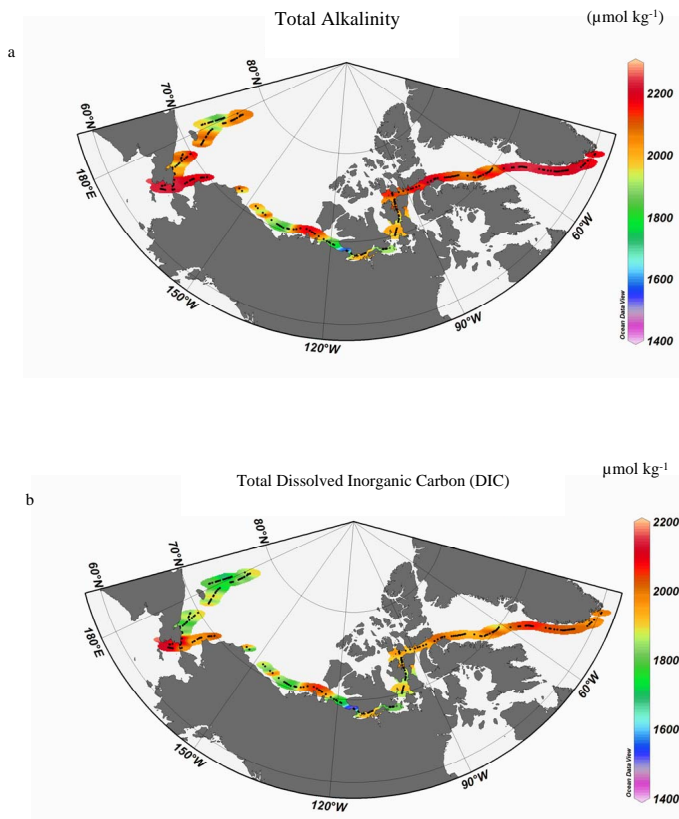 Total Alkalinity
(µmol kg-1)
a
80°N
70°N
60°N
180°E
150°W
120°W
90°W
60°W
2200
2000
1800
1600
1400
Ocean Data View
Total Dissolved Inorganic Carbon (DIC)
µmol kg-1
b
80°N
70°N
60°N
180°E
150°W
120°W
90°W
60°W
2200
2000
1800
1600
1400
Ocean Data View